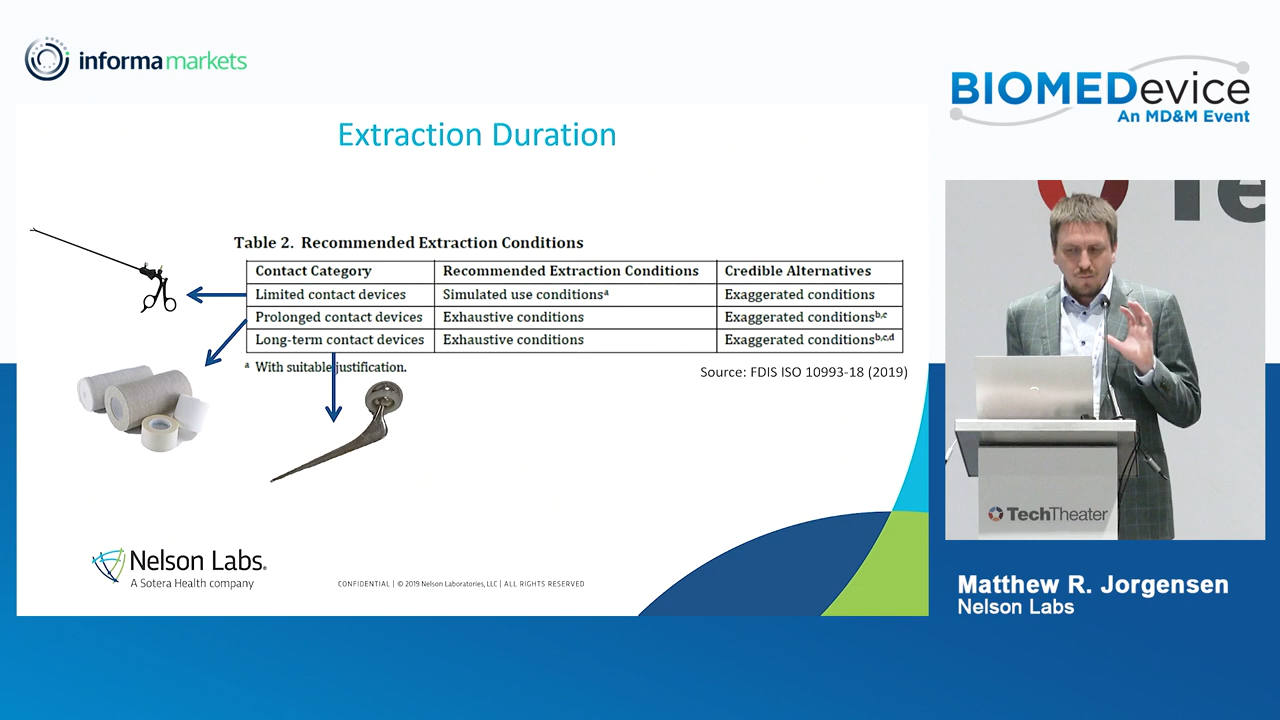 informa markets
BIOMEDevice
An MD&M Event
Extraction Duration
Table 2. Recommended Extraction Conditions
Contact Category Recommended Extraction Conditions Credible Alternatives
Limited contact devices Simulated use conditionsᵃ Exaggerated conditions
Prolonged contact devices Exhaustive conditions Exaggerated conditionsᵇ,ᶜ
Long-term contact devices Exhaustive conditions Exaggerated conditionsᵇ,ᶜ,ᵈ
ᵃ With suitable justification.
Source: FDIS ISO 10993-18 (2019)
Nelson Labs®
A Sotera Health company
CONFIDENTIAL | © 2019 Nelson Laboratories, LLC | ALL RIGHTS RESERVED
Te
TechTheater
Matthew R. Jorgensen
Nelson Labs